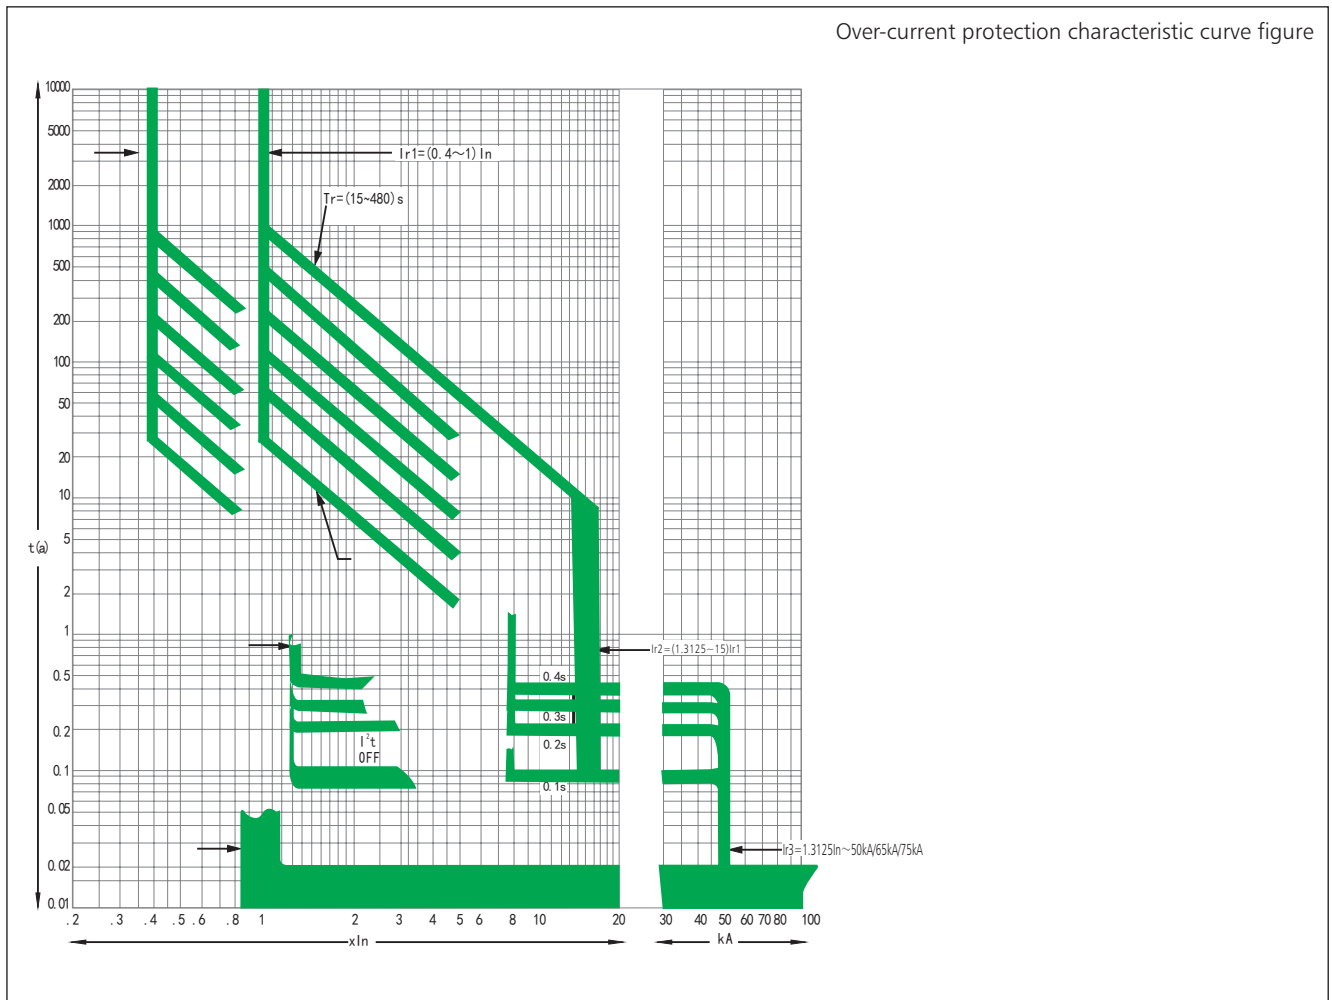 Over-current protection characteristic curve figure
10000
5000
2000
1000
500
200
100
50
20
10
5
2
1
0.5
0.2
0.1
0.05
0.02
0.01
t(a)
Ir1=(0.4~1)In
Tr=(15~480)s
Ir2=(1.3125~15)Ir1
0.4s
0.3s
0.2s
0.1s
I²t
OFF
Ir3=1.3125In~50kA/65kA/75kA
.2 .3 .4 .5 .6 .8 1 2 3 4 5 6 8 10 20 30 40 50 60 70 80 100
xIn kA